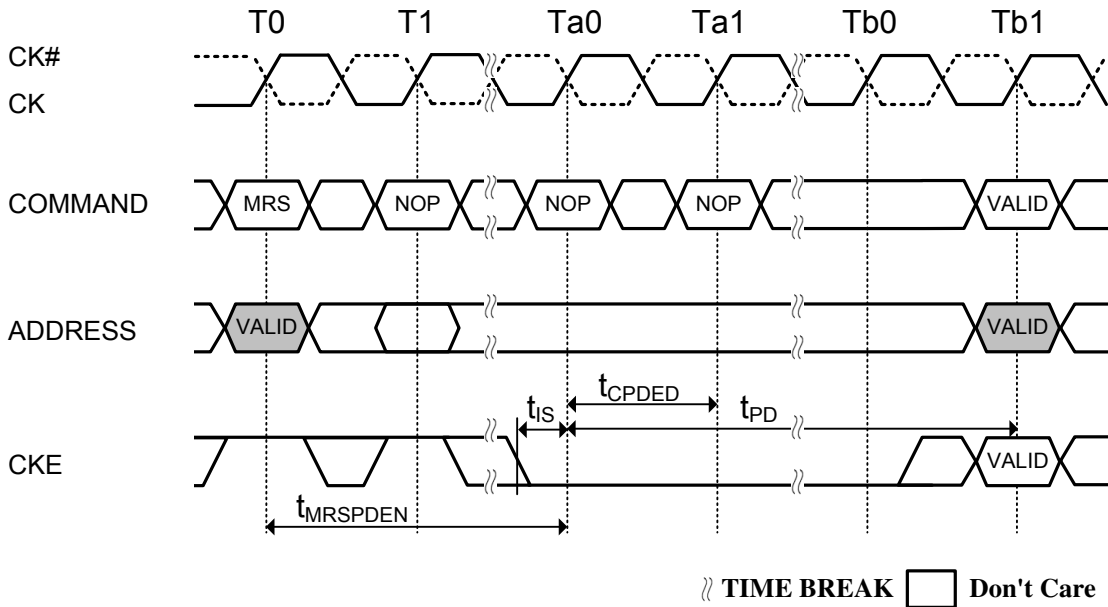 T0 T1 Ta0 Ta1 Tb0 Tb1
CK#
CK
COMMAND MRS NOP NOP NOP VALID
ADDRESS VALID VALID
tIS tCPDED tPD
CKE VALID
tMRSPDEN
TIME BREAK Don't Care